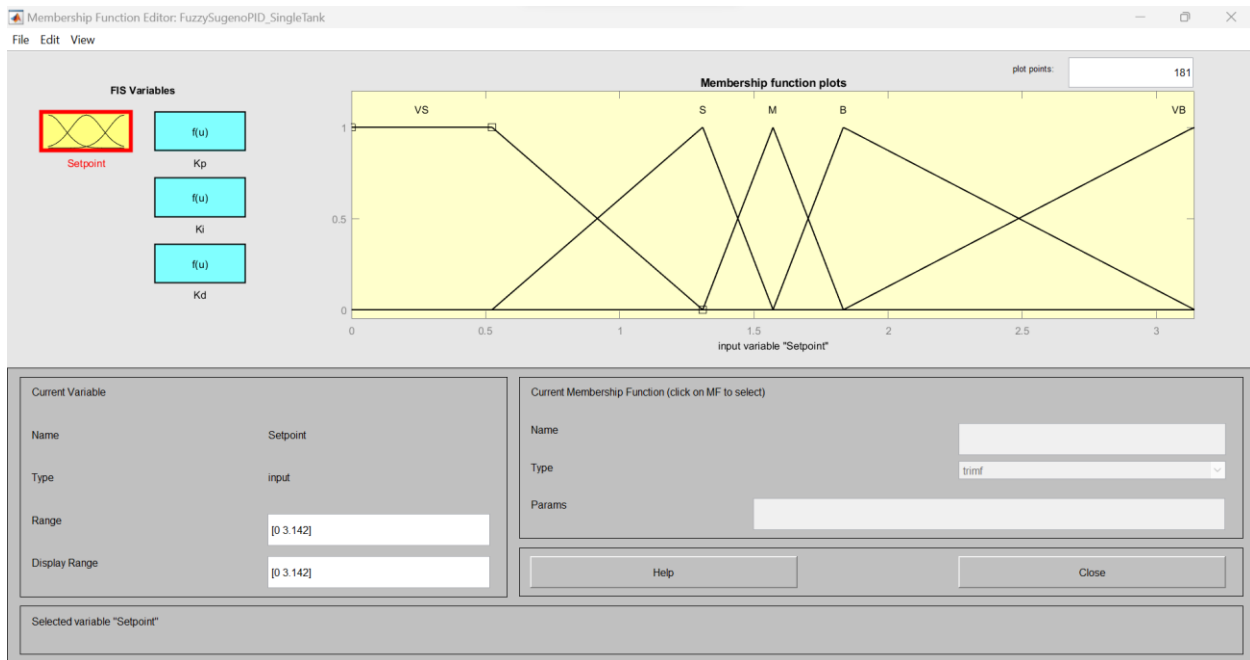 Membership Function Editor: FuzzySugenoPID_SingleTank
File Edit View
FIS Variables
f(u)
Setpoint
Kp
f(u)
Ki
f(u)
Kd
plot points:
181
Membership function plots
VS
S
M
B
VB
1
0.5
0
0
0.5
1
1.5
2
2.5
3
input variable "Setpoint"
Current Variable
Name
Setpoint
Type
input
Range
[0 3.142]
Display Range
[0 3.142]
Current Membership Function (click on MF to select)
Name
Type
trimf
Params
Help
Close
Selected variable "Setpoint"